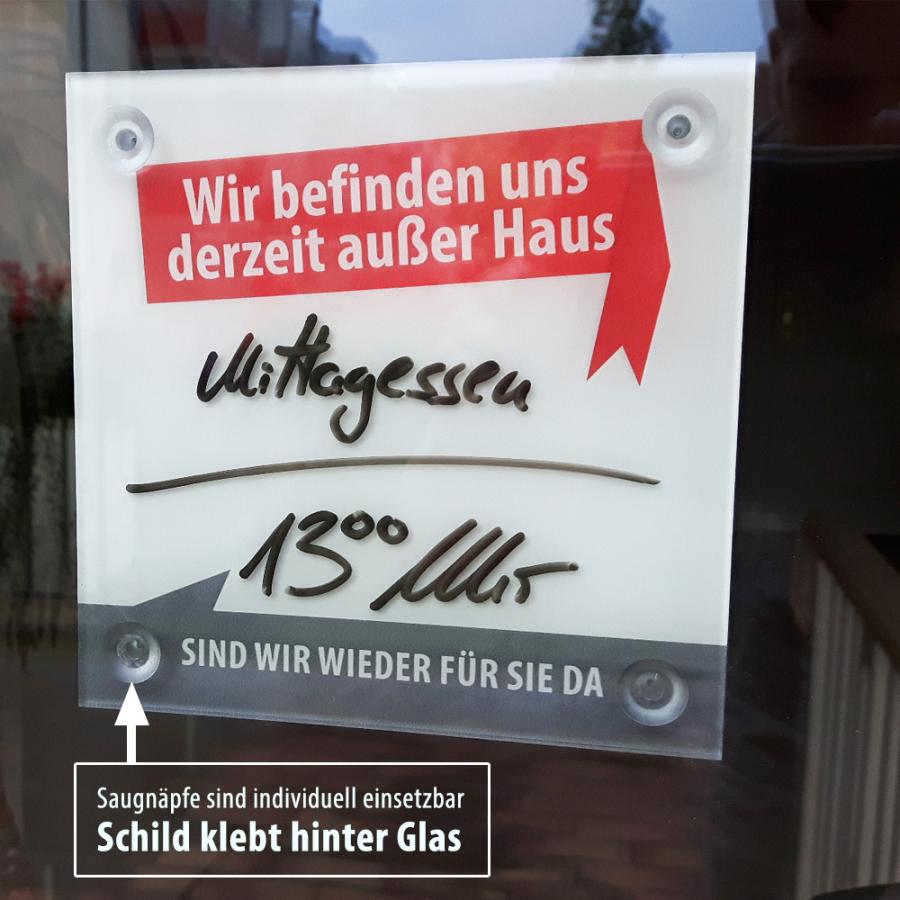 Wir befinden uns
derzeit außer Haus
Mittagessen
13⁰⁰ Uhr
SIND WIR WIEDER FÜR SIE DA
Saugnäpfe sind individuell einsetzbar
Schild klebt hinter Glas